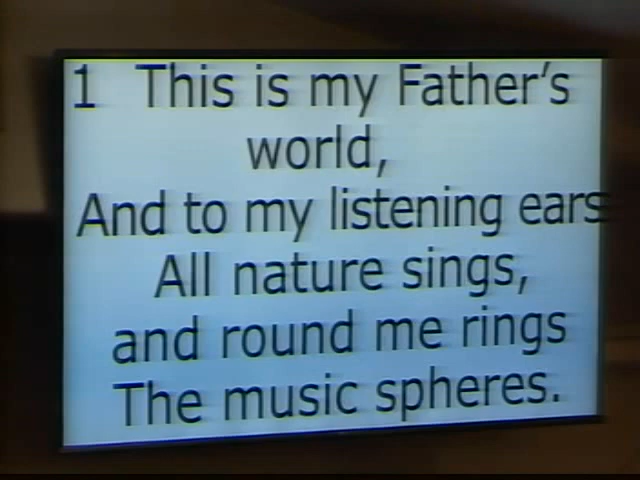 1 This is my Father's
world,
And to my listening ears
All nature sings,
and round me rings
The music spheres.